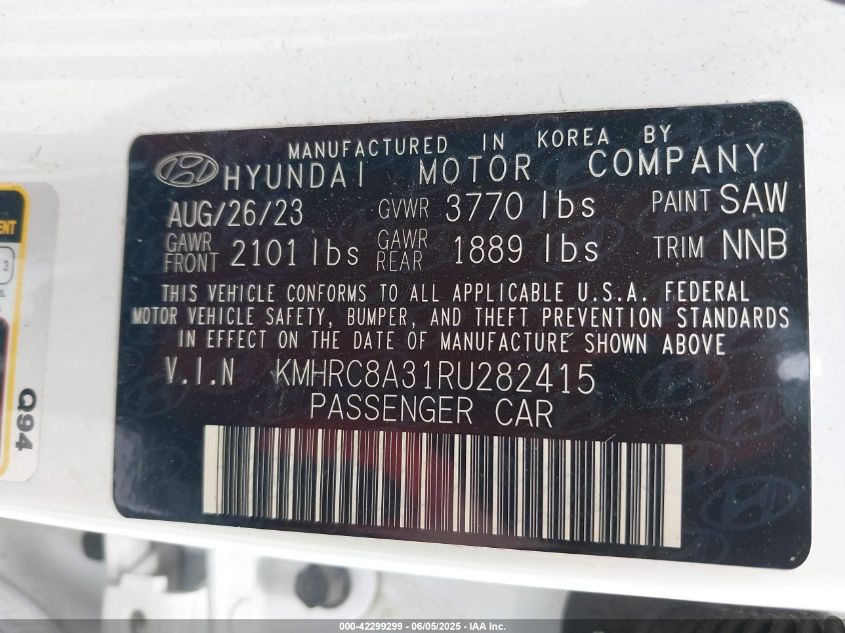 MANUFACTURED IN KOREA BY
HYUNDAI MOTOR COMPANY
AUG/26/23 GVWR 3770 lbs PAINT SAW
GAWR FRONT 2101 lbs GAWR REAR 1889 lbs TRIM NNB
THIS VEHICLE CONFORMS TO ALL APPLICABLE U.S.A. FEDERAL
MOTOR VEHICLE SAFETY, BUMPER, AND THEFT PREVENTION STANDARDS
IN EFFECT ON THE DATE OF MANUFACTURE SHOWN ABOVE
V.I.N KMHRC8A31RU282415
PASSENGER CAR
Q94
000-42299299 - 06/05/2025 - IAA Inc.